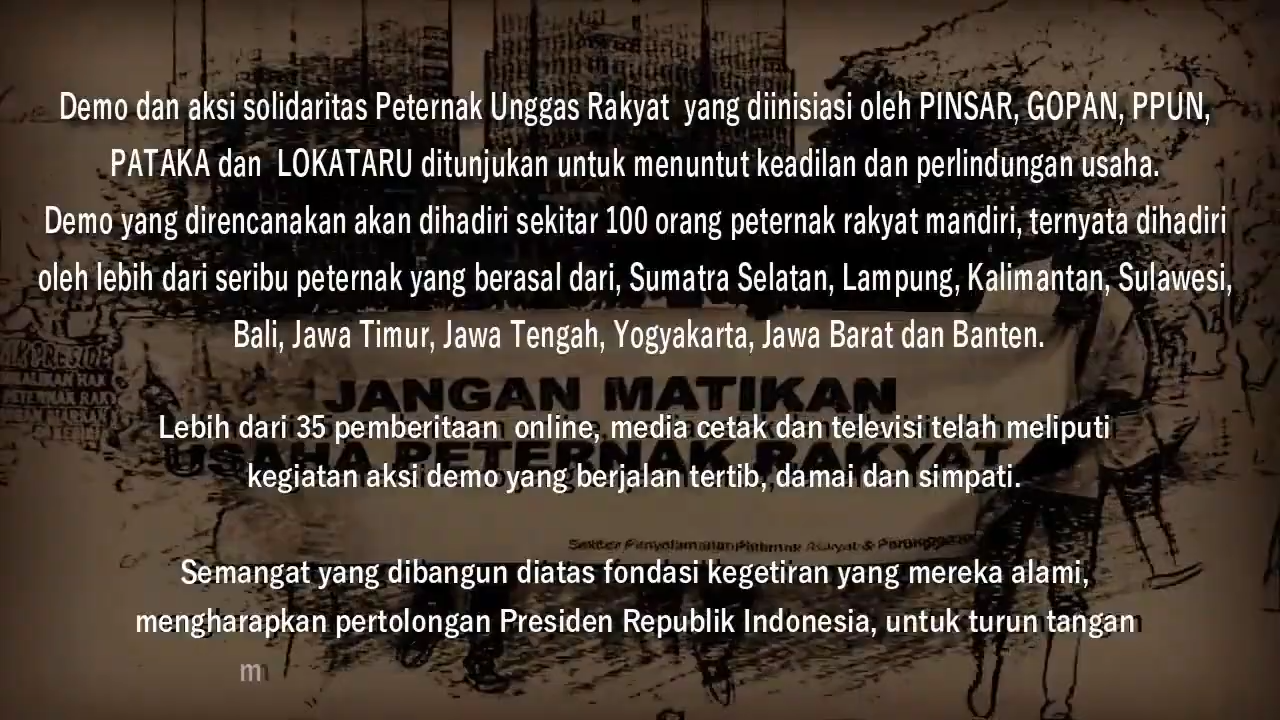 Demo dan aksi solidaritas Peternak Unggas Rakyat yang diinisiasi oleh PINSAR, GOPAN, PPUN,
PATAKA dan LOKATARU ditunjukan untuk menuntut keadilan dan perlindungan usaha.
Demo yang direncanakan akan dihadiri sekitar 100 orang peternak rakyat mandiri, ternyata dihadiri
oleh lebih dari seribu peternak yang berasal dari, Sumatra Selatan, Lampung, Kalimantan, Sulawesi,
Bali, Jawa Timur, Jawa Tengah, Yogyakarta, Jawa Barat dan Banten.
JANGAN MATIKAN
Lebih dari 35 pemberitaan online, media cetak dan televisi telah meliputi
USAHA PETERNAK RAKYAT
kegiatan aksi demo yang berjalan tertib, damai dan simpati.
Semangat yang dibangun diatas fondasi kegetiran yang mereka alami,
mengharapkan pertolongan Presiden Republik Indonesia, untuk turun tangan
m